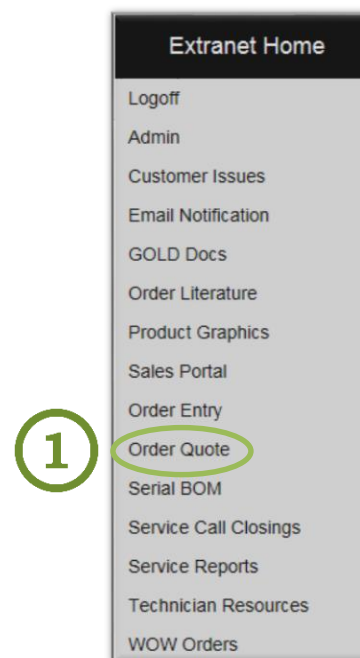 Extranet Home
Logoff
Admin
Customer Issues
Email Notification
GOLD Docs
Order Literature
Product Graphics
Sales Portal
Order Entry
1 Order Quote
Serial BOM
Service Call Closings
Service Reports
Technician Resources
WOW Orders